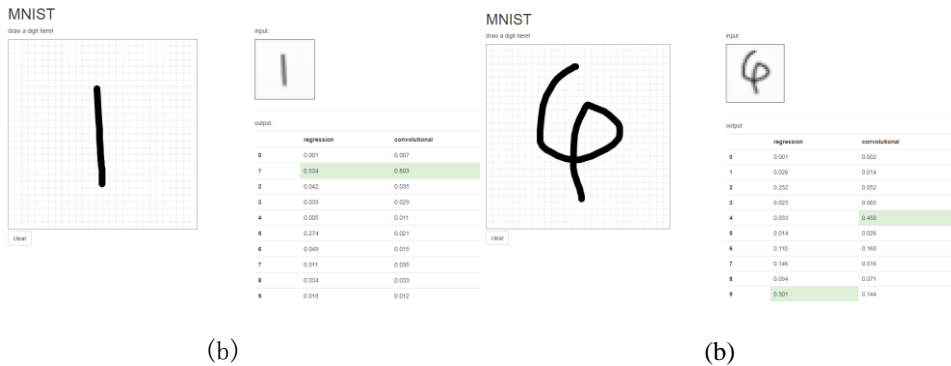 MNIST
draw a digit here!
clear
input:
output:
regression convolutional
0 0.001 0.007
1 0.534 0.803
2 0.042 0.035
3 0.033 0.029
4 0.005 0.011
5 0.274 0.021
6 0.049 0.015
7 0.011 0.035
8 0.034 0.033
9 0.018 0.012
(b)
MNIST
draw a digit here!
clear
input:
output:
regression convolutional
0 0.001 0.002
1 0.026 0.014
2 0.252 0.052
3 0.023 0.065
4 0.033 0.450
5 0.014 0.026
6 0.110 0.160
7 0.146 0.016
8 0.094 0.071
9 0.301 0.144
(b)